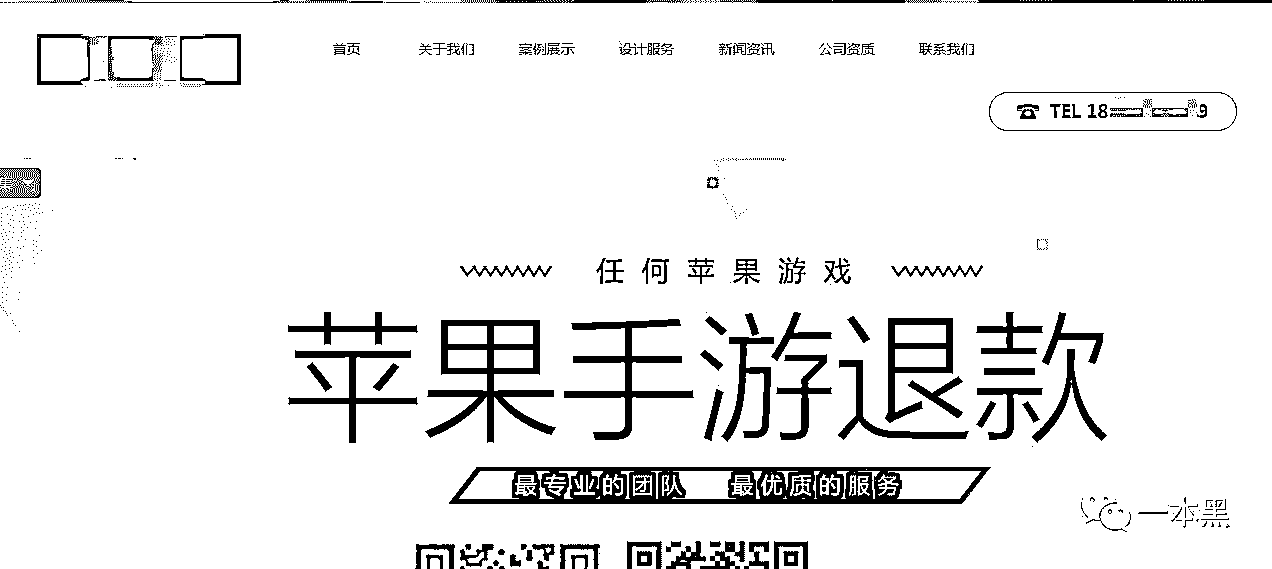 首页 关于我们 案例展示 设计服务 新闻资讯 公司资质 联系我们
TEL 18 9
任何苹果游戏
苹果手游退款
最专业的团队 最优质的服务
一本黑